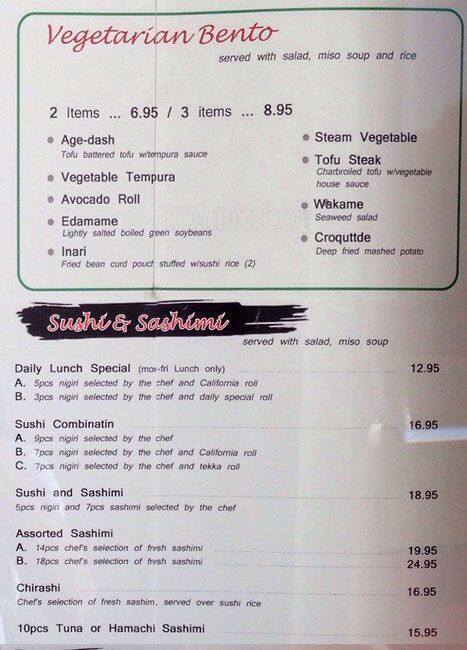 Vegetarian Bento
served with salad, miso soup and rice
2 Items ... 6.95 / 3 items ... 8.95
Age-dash
Tofu battered tofu w/tempura sauce
Vegetable Tempura
Avocado Roll
Edamame
Lightly salted boiled green soybeans
Inari
Fried bean curd pouch stuffed w/sushi rice (2)
Steam Vegetable
Tofu Steak
Charbroiled tofu w/vegetable
house sauce
Wakame
Seaweed salad
Croquttde
Deep fried mashed potato
zomato
Sushi & Sashimi
served with salad, miso soup
Daily Lunch Special (mor-fri Lunch only) 12.95
A. 5pcs nigiri selected by the chef and California roll
B. 3pcs nigiri selected by the chef and daily special roll
Sushi Combinatin 16.95
A. 9pcs nigiri selected by the chef
B. 7pcs nigiri selected by the chef and California roll
C. 7pcs nigiri selected by the chef and tekka roll
Sushi and Sashimi 18.95
5pcs nigiri and 7pcs sashimi selected by the chef
Assorted Sashimi
A. 14pcs chef's selection of fresh sashimi 19.95
B. 18pcs chef's selection of fresh sashimi 24.95
Chirashi 16.95
Chef's selection of fresh sashim, served over sushi rice
10pcs Tuna or Hamachi Sashimi 15.95